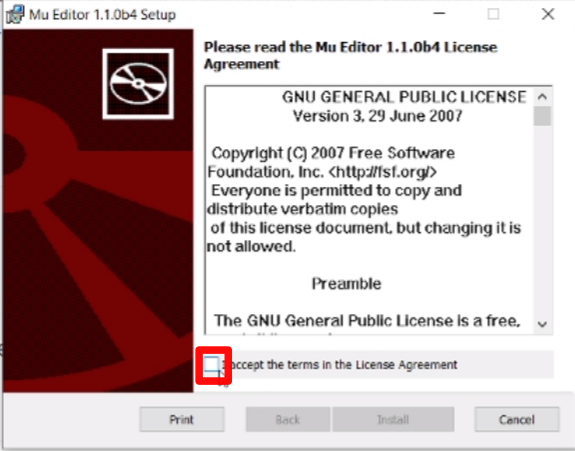 Mu Editor 1.1.0b4 Setup
Please read the Mu Editor 1.1.0b4 License
Agreement
GNU GENERAL PUBLIC LICENSE
Version 3, 29 June 2007
Copyright (C) 2007 Free Software
Foundation, Inc. <http://fsf.org/>
Everyone is permitted to copy and
distribute verbatim copies
of this license document, but changing it is
not allowed.
Preamble
The GNU General Public License is a free,
accept the terms in the License Agreement
Print
Back
Install
Cancel